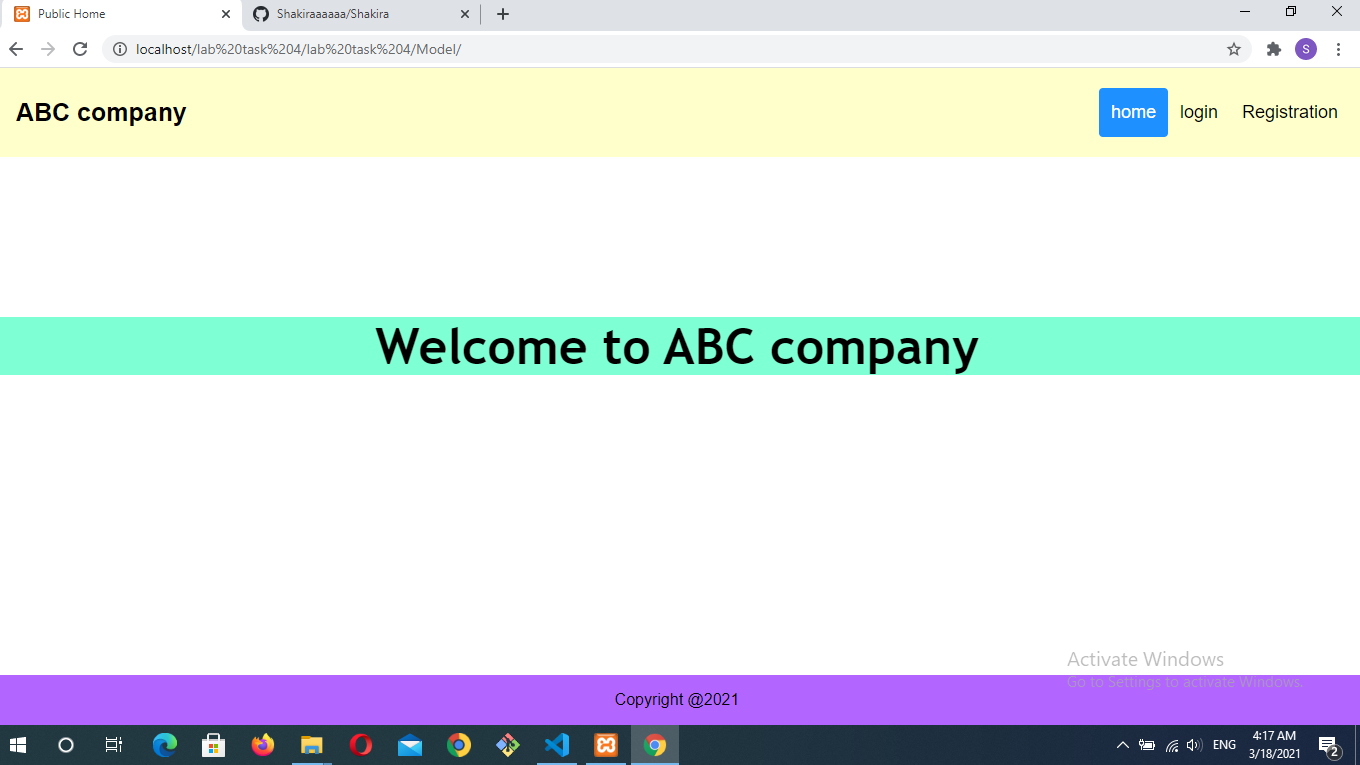 Public Home
Shakiraaaaaa/Shakira
localhost/lab%20task%204/lab%20task%204/Model/
S
ABC company
home
login
Registration
Welcome to ABC company
Activate Windows
Go to Settings to activate Windows.
Copyright @2021
ENG
4:17 AM
3/18/2021
2